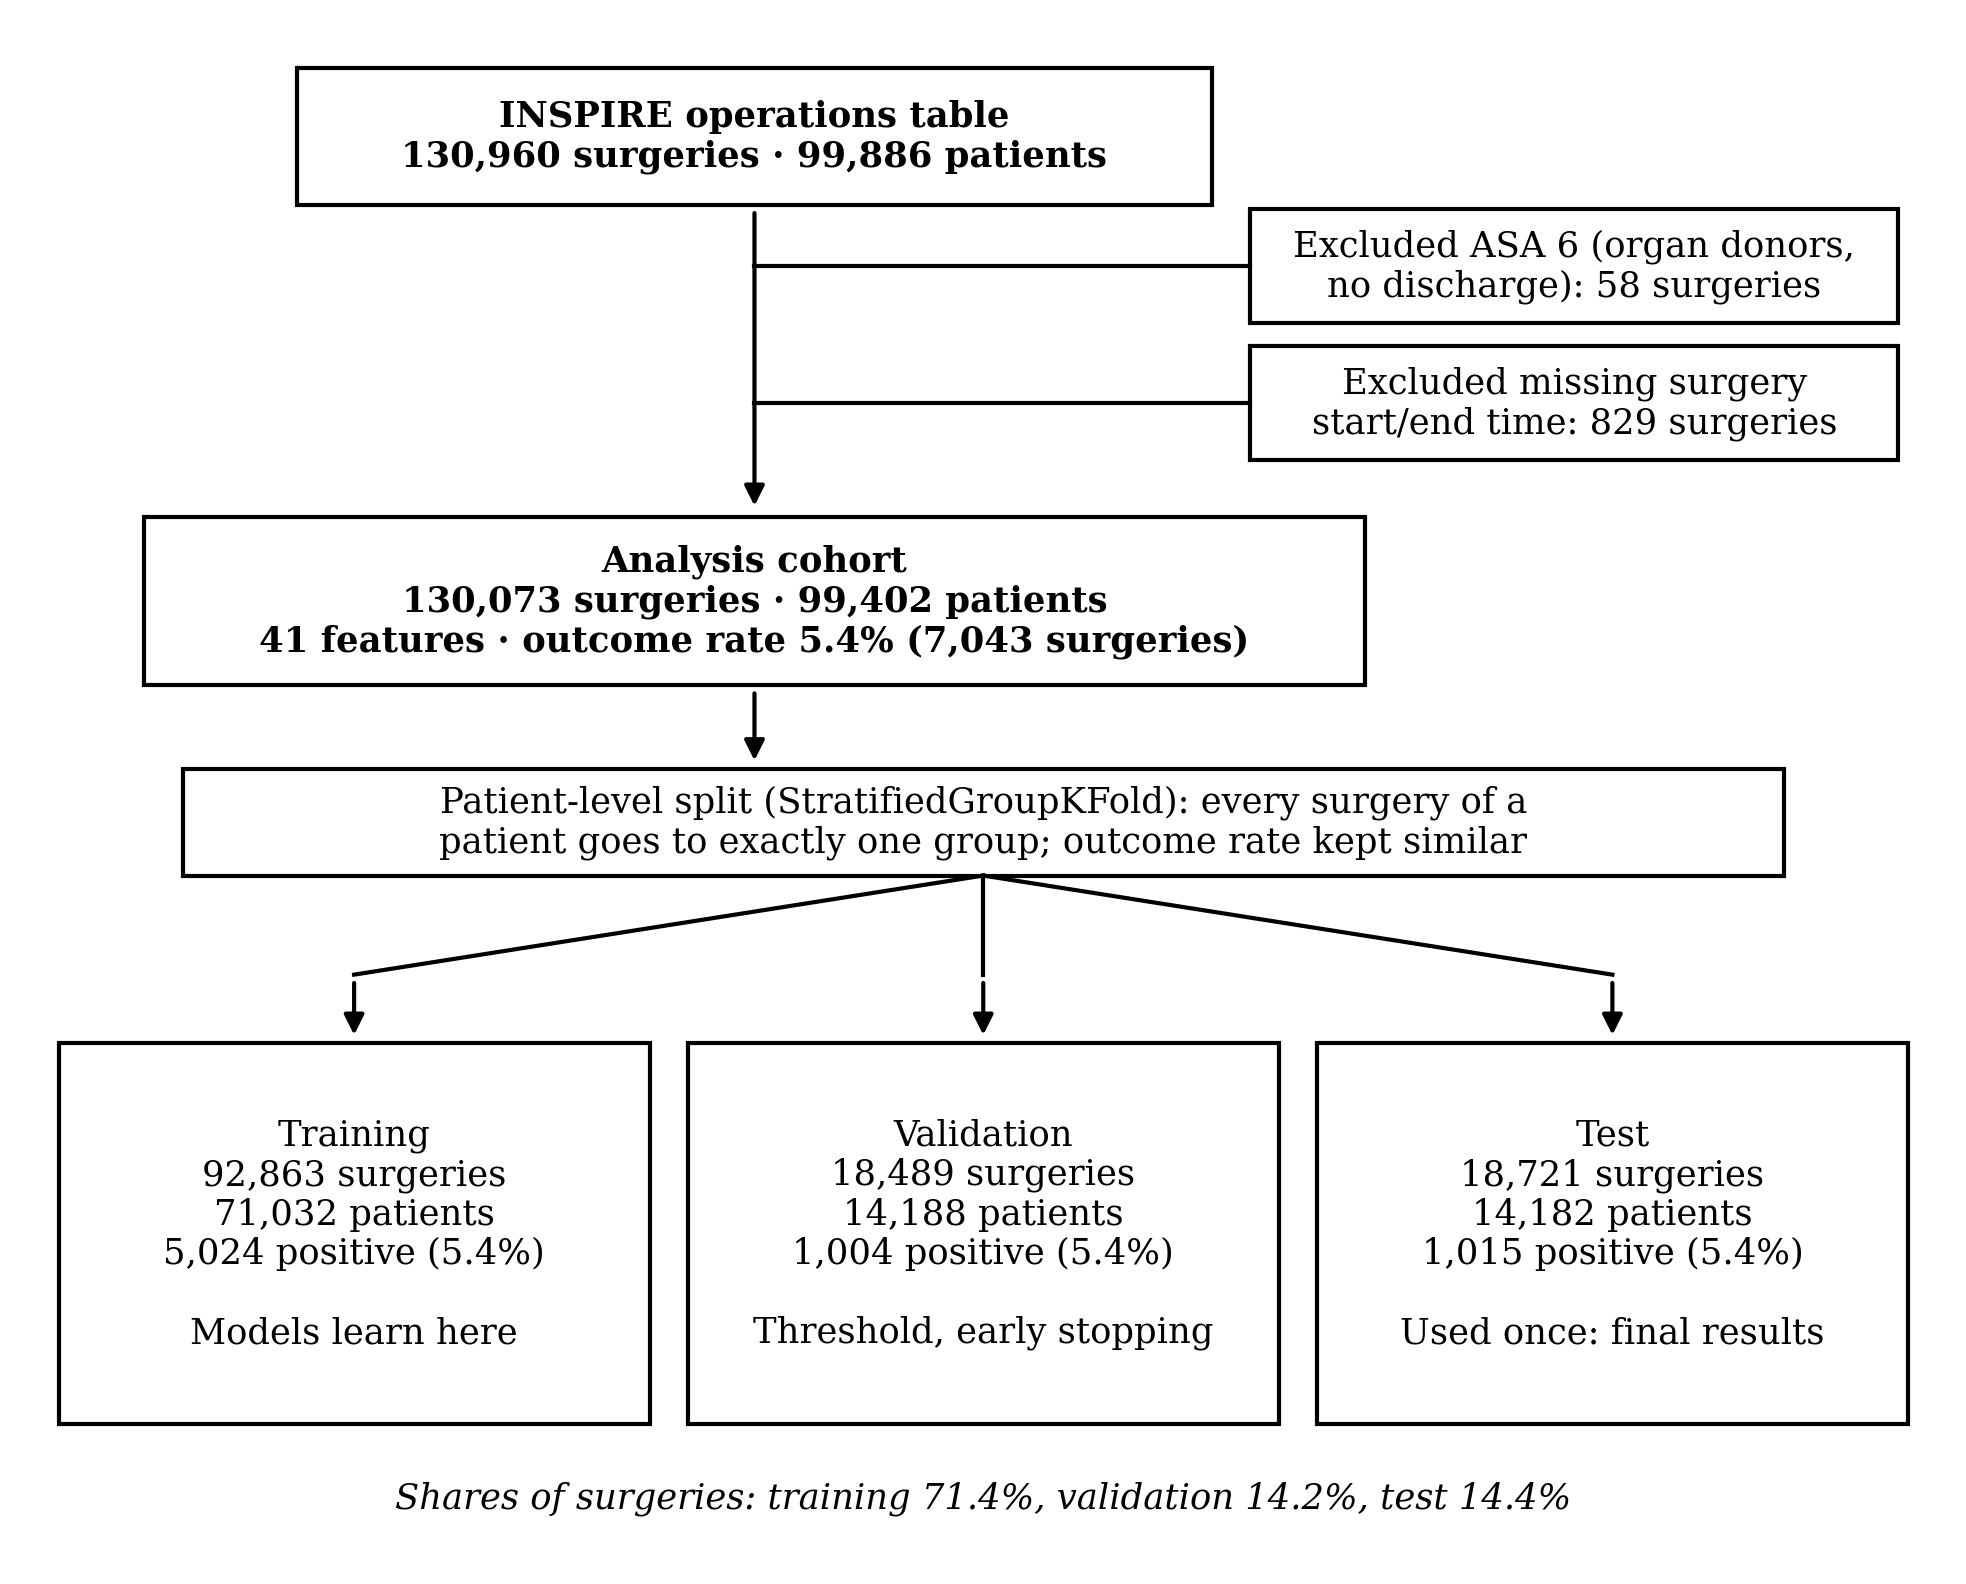 INSPIRE operations table
130,960 surgeries · 99,886 patients
Excluded ASA 6 (organ donors,
no discharge): 58 surgeries
Excluded missing surgery
start/end time: 829 surgeries
Analysis cohort
130,073 surgeries · 99,402 patients
41 features · outcome rate 5.4% (7,043 surgeries)
Patient-level split (StratifiedGroupKFold): every surgery of a
patient goes to exactly one group; outcome rate kept similar
Training
92,863 surgeries
71,032 patients
5,024 positive (5.4%)
Models learn here
Validation
18,489 surgeries
14,188 patients
1,004 positive (5.4%)
Threshold, early stopping
Test
18,721 surgeries
14,182 patients
1,015 positive (5.4%)
Used once: final results
Shares of surgeries: training 71.4%, validation 14.2%, test 14.4%